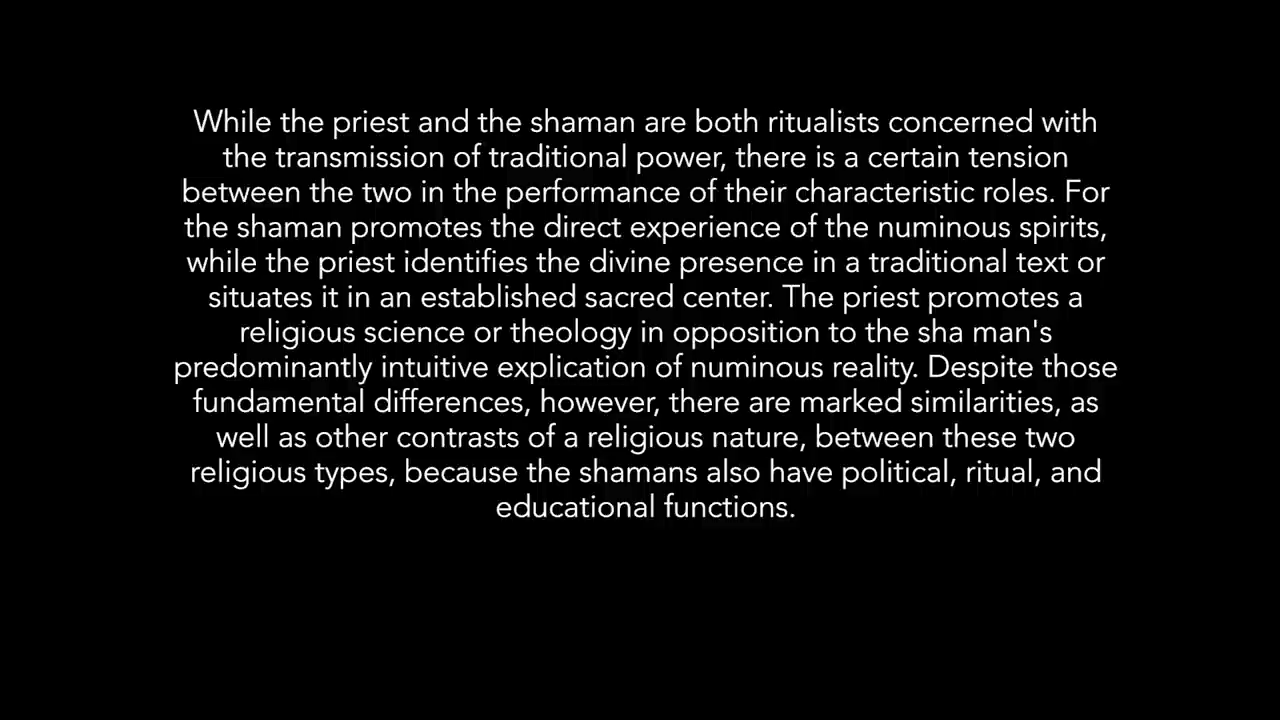 While the priest and the shaman are both ritualists concerned with
the transmission of traditional power, there is a certain tension
between the two in the performance of their characteristic roles. For
the shaman promotes the direct experience of the numinous spirits,
while the priest identifies the divine presence in a traditional text or
situates it in an established sacred center. The priest promotes a
religious science or theology in opposition to the sha man's
predominantly intuitive explication of numinous reality. Despite those
fundamental differences, however, there are marked similarities, as
well as other contrasts of a religious nature, between these two
religious types, because the shamans also have political, ritual, and
educational functions.